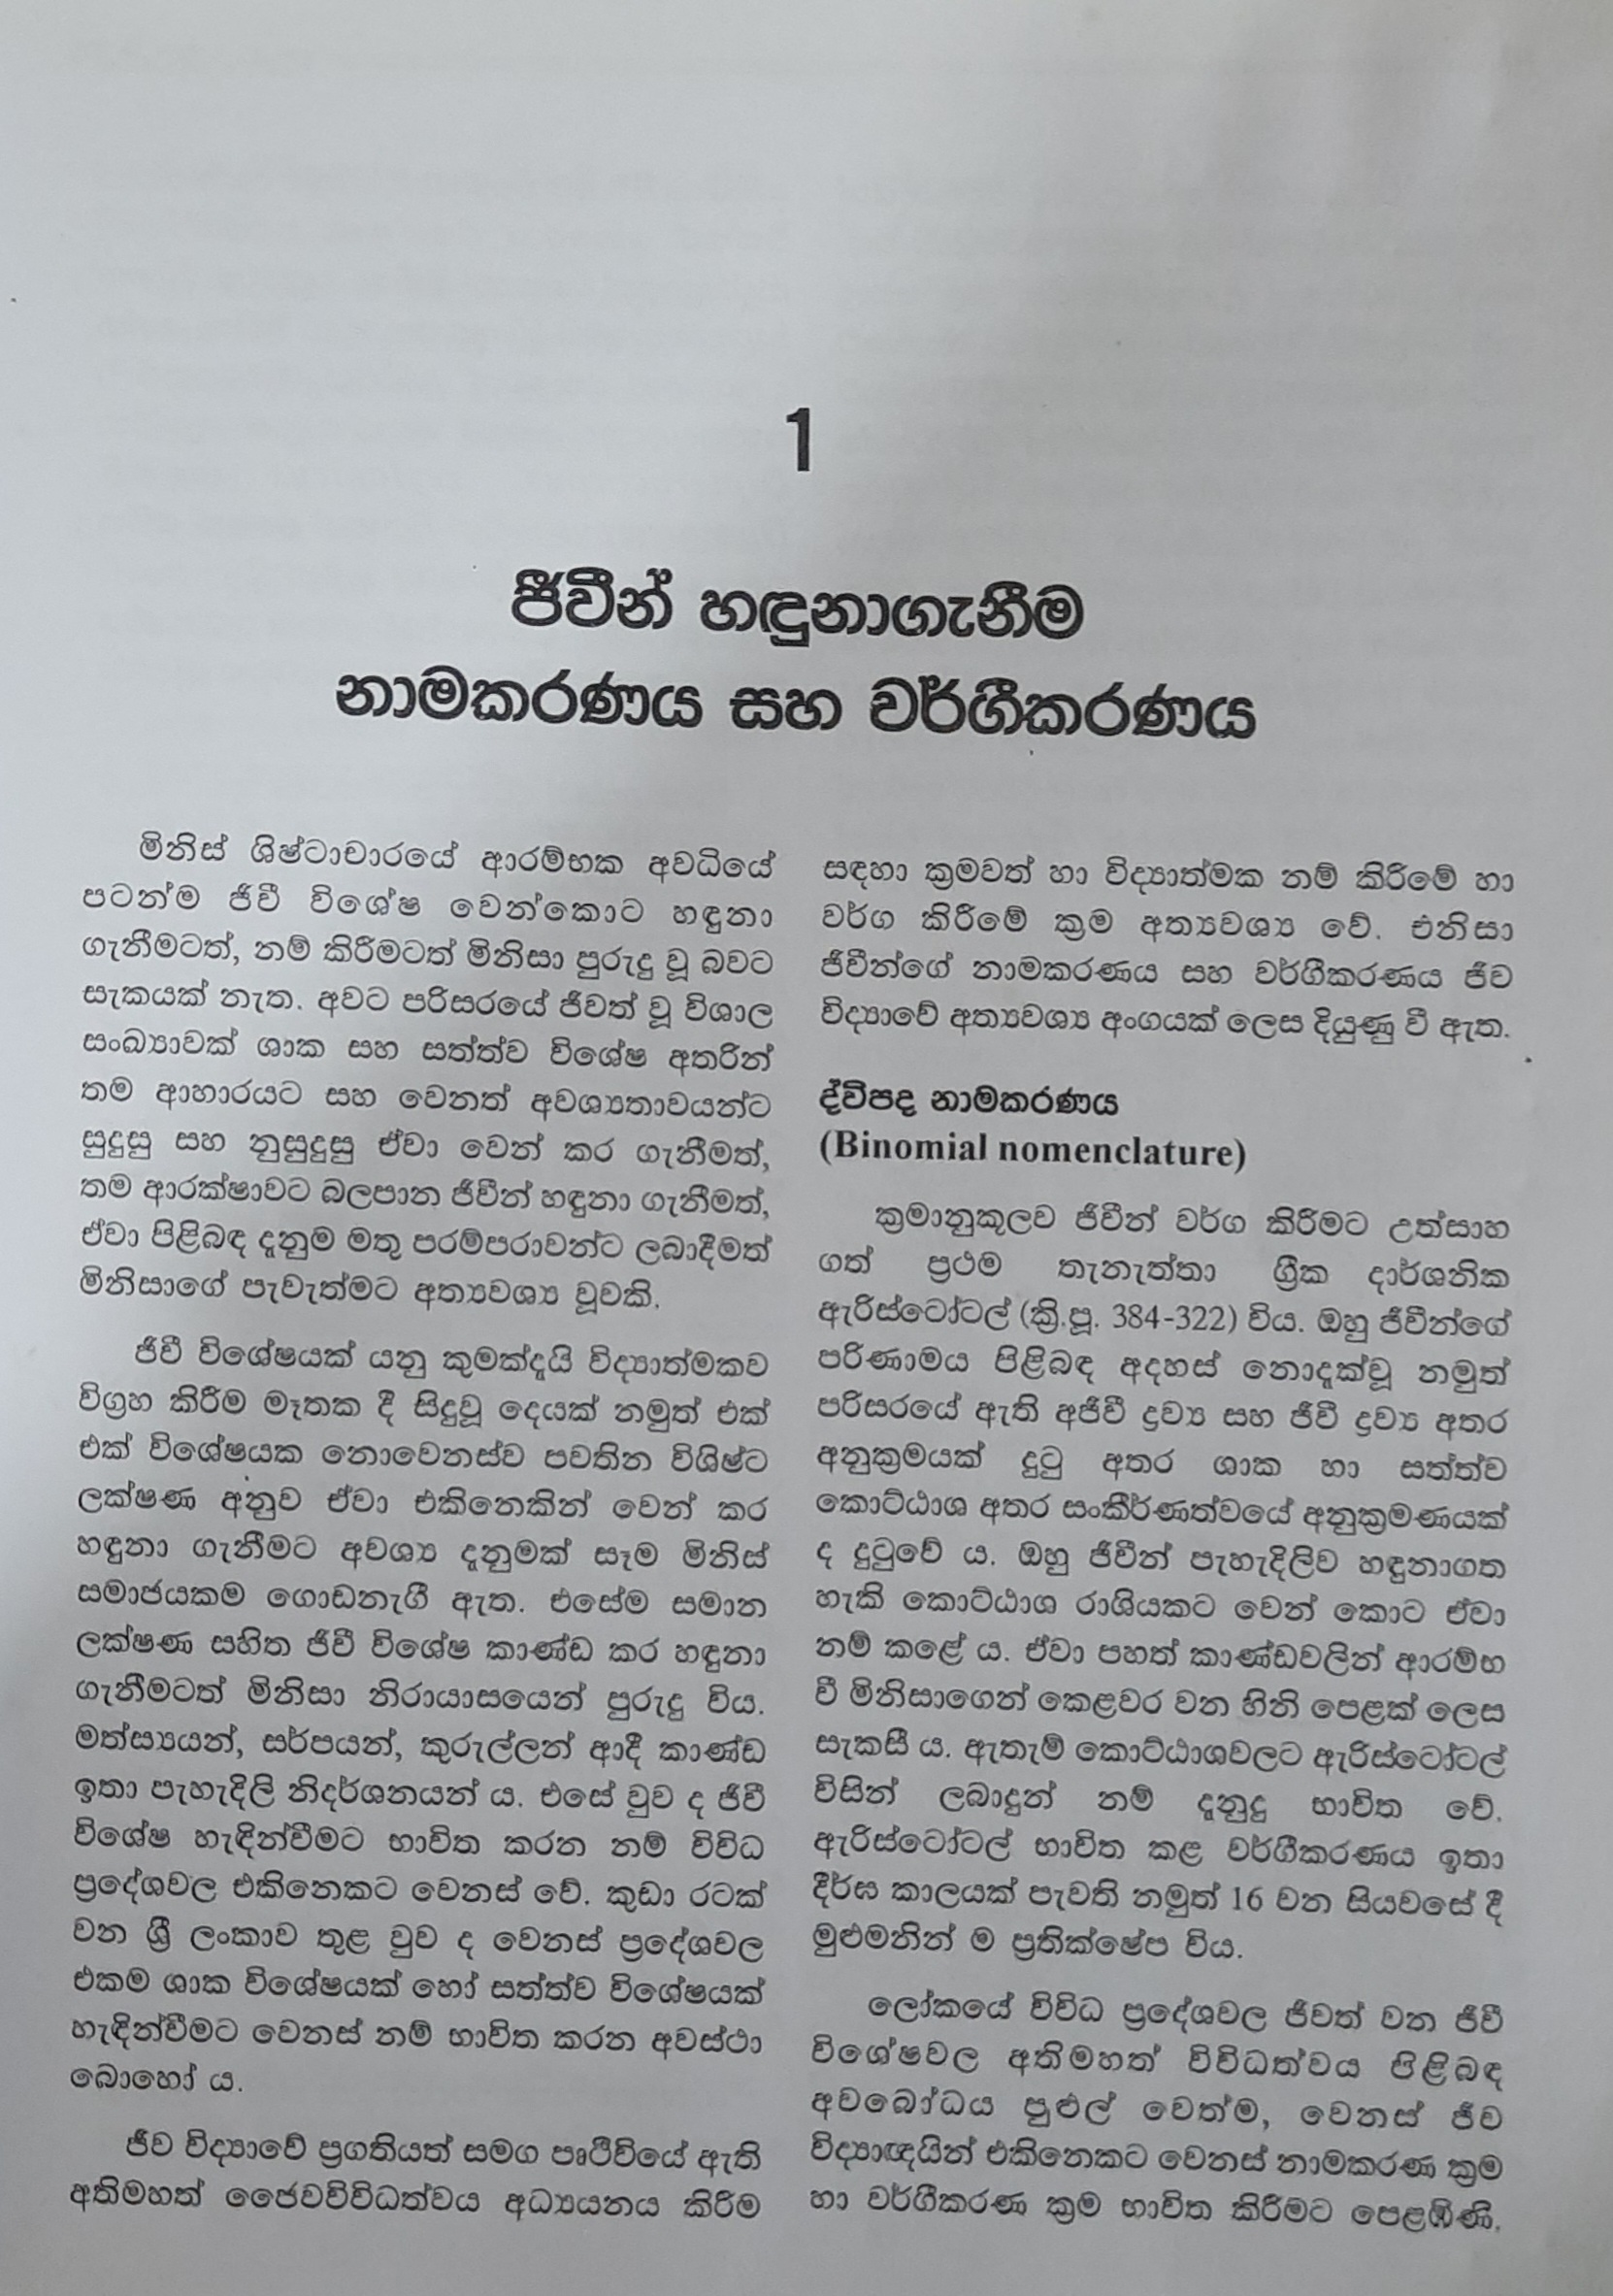 1
ජීවීන් හඳුනාගැනීම
නාමකරණය සහ වර්ගීකරණය
මිනිස් ශිෂ්ටාචාරයේ ආරම්භක අවධියේ
පටන්ම ජීවී විශේෂ වෙන්කොට හඳුනා
ගැනීමටත්, නම් කිරීමටත් මිනිසා පුරුදු වූ බවට
සැකයක් නැත. අවට පරිසරයේ ජීවත් වූ විශාල
සංඛ්‍යාවක් ශාක සහ සත්ත්ව විශේෂ අතරින්
තම ආහාරයට සහ වෙනත් අවශ්‍යතාවයන්ට
සුදුසු සහ නුසුදුසු ඒවා වෙන් කර ගැනීමත්,
තම ආරක්ෂාවට බලපාන ජීවීන් හඳුනා ගැනීමත්,
ඒවා පිළිබඳ දැනුම මතු පරම්පරාවන්ට ලබාදීමත්
මිනිසාගේ පැවැත්මට අත්‍යවශ්‍ය වූවකි.
ජීවී විශේෂයක් යනු කුමක්දැයි විද්‍යාත්මකව
විග්‍රහ කිරීම මෑතක දී සිදුවූ දෙයක් නමුත් එක්
එක් විශේෂයක නොවෙනස්ව පවතින විශිෂ්ට
ලක්ෂණ අනුව ඒවා එකිනෙකින් වෙන් කර
හඳුනා ගැනීමට අවශ්‍ය දැනුමක් සෑම මිනිස්
සමාජයකම ගොඩනැගී ඇත. එසේම සමාන
ලක්ෂණ සහිත ජීවී විශේෂ කාණ්ඩ කර හඳුනා
ගැනීමටත් මිනිසා නිරායාසයෙන් පුරුදු විය.
මත්ස්‍යයන්, සර්පයන්, කුරුල්ලන් ආදී කාණ්ඩ
ඉතා පැහැදිලි නිදර්ශනයන් ය. එසේ වුව ද ජීවී
විශේෂ හැඳින්වීමට භාවිත කරන නම් විවිධ
ප්‍රදේශවල එකිනෙකට වෙනස් වේ. කුඩා රටක්
වන ශ්‍රී ලංකාව තුළ වුව ද වෙනස් ප්‍රදේශවල
එකම ශාක විශේෂයක් හෝ සත්ත්ව විශේෂයක්
හැඳින්වීමට වෙනස් නම් භාවිත කරන අවස්ථා
බොහෝ ය.
ජීව විද්‍යාවේ ප්‍රගතියත් සමග පෘථිවියේ ඇති
අතිමහත් ජෛවවිවිධත්වය අධ්‍යයනය කිරීම
සඳහා ක්‍රමවත් හා විද්‍යාත්මක නම් කිරීමේ හා
වර්ග කිරීමේ ක්‍රම අත්‍යවශ්‍ය වේ. එනිසා
ජීවීන්ගේ නාමකරණය සහ වර්ගීකරණය ජීව
විද්‍යාවේ අත්‍යවශ්‍ය අංගයක් ලෙස දියුණු වී ඇත.
ද්විපද නාමකරණය
(Binomial nomenclature)
ක්‍රමානුකූලව ජීවීන් වර්ග කිරීමට උත්සාහ
ගත් ප්‍රථම තැනැත්තා ග්‍රීක දාර්ශනික
ඇරිස්ටෝටල් (ක්‍රි.පූ. 384-322) විය. ඔහු ජීවීන්ගේ
පරිණාමය පිළිබඳ අදහස් නොදැක්වූ නමුත්
පරිසරයේ ඇති අජීවී ද්‍රව්‍ය සහ ජීවී ද්‍රව්‍ය අතර
අනුක්‍රමයක් දුටු අතර ශාක හා සත්ත්ව
කොට්ඨාශ අතර සංකීර්ණත්වයේ අනුක්‍රමණයක්
ද දුටුවේ ය. ඔහු ජීවීන් පැහැදිලිව හඳුනාගත
හැකි කොට්ඨාශ රාශියකට වෙන් කොට ඒවා
නම් කළේ ය. ඒවා පහත් කාණ්ඩවලින් ආරම්භ
වී මිනිසාගෙන් කෙළවර වන හිනි පෙළක් ලෙස
සැකසී ය. ඇතැම් කොට්ඨාශවලට ඇරිස්ටෝටල්
විසින් ලබාදුන් නම් දැනුදු භාවිත වේ.
ඇරිස්ටෝටල් භාවිත කළ වර්ගීකරණය ඉතා
දීර්ඝ කාලයක් පැවති නමුත් 16 වන සියවසේ දී
මුළුමනින් ම ප්‍රතික්ෂේප විය.
ලෝකයේ විවිධ ප්‍රදේශවල ජීවත් වන ජීවී
විශේෂවල අතිමහත් විවිධත්වය පිළිබඳ
අවබෝධය පුළුල් වෙත්ම, වෙනස් ජීව
විද්‍යාඥයින් එකිනෙකට වෙනස් නාමකරණ ක්‍රම
හා වර්ගීකරණ ක්‍රම භාවිත කිරීමට පෙළඹිණි.